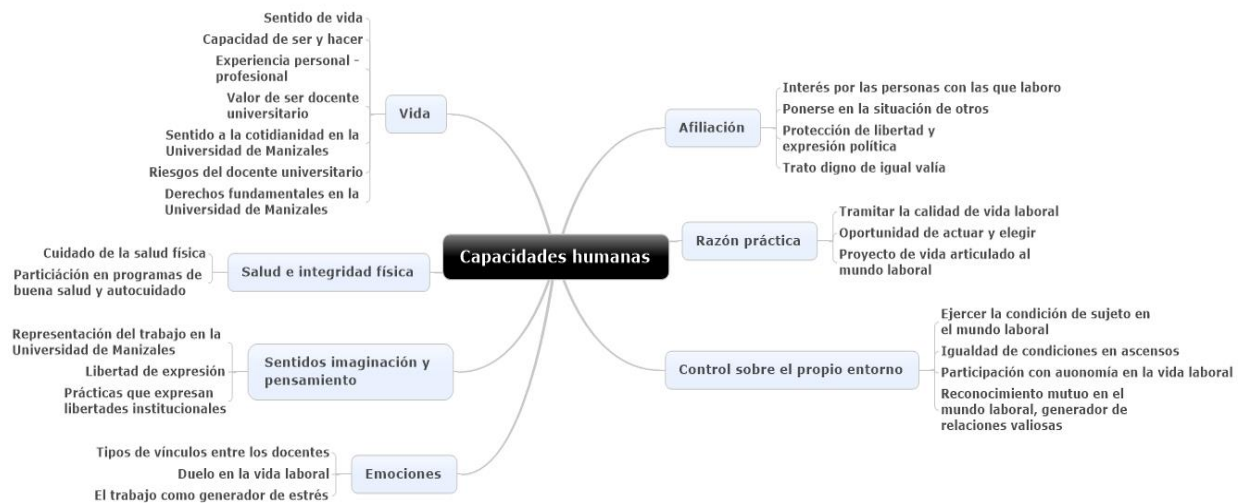 Capacidades humanas
Vida
Sentido de vida
Capacidad de ser y hacer
Experiencia personal -
profesional
Valor de ser docente
universitario
Sentido a la cotidianidad en la
Universidad de Manizales
Riesgos del docente universitario
Derechos fundamentales en la
Universidad de Manizales
Salud e integridad física
Cuidado de la salud física
Particiáción en programas de
buena salud y autocuidado
Sentidos imaginación y
pensamiento
Representación del trabajo en la
Universidad de Manizales
Libertad de expresión
Prácticas que expresan
libertades institucionales
Emociones
Tipos de vínculos entre los docentes
Duelo en la vida laboral
El trabajo como generador de estrés
Afiliación
Interés por las personas con las que laboro
Ponerse en la situación de otros
Protección de libertad y
expresión política
Trato digno de igual valía
Razón práctica
Tramitar la calidad de vida laboral
Oportunidad de actuar y elegir
Proyecto de vida articulado al
mundo laboral
Control sobre el propio entorno
Ejercer la condición de sujeto en
el mundo laboral
Igualdad de condiciones en ascensos
Participación con auonomía en la vida laboral
Reconocimiento mutuo en el
mundo laboral, generador de
relaciones valiosas